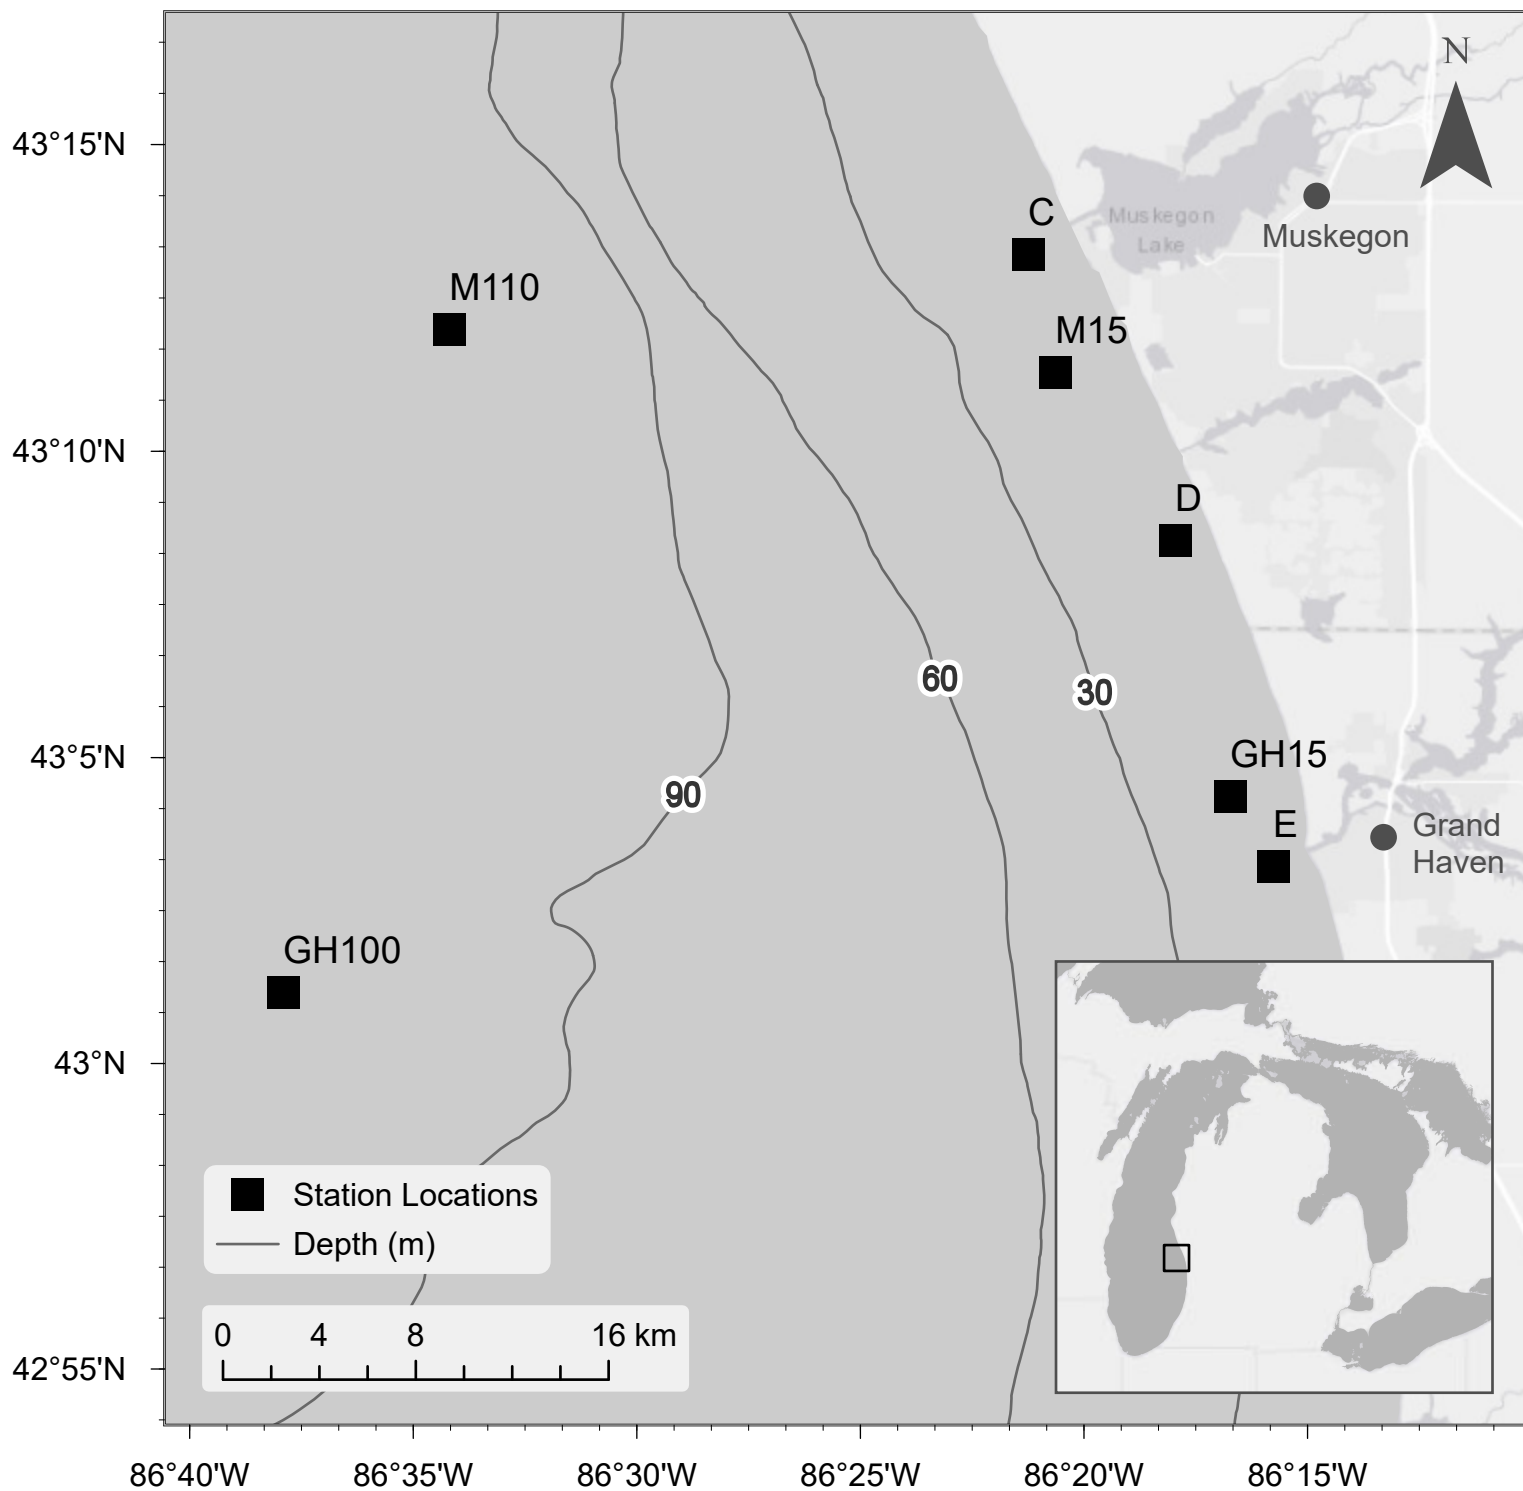 N
43°15'N
Muskegon
Lake
C
Muskegon
M110
M15
43°10'N
D
60
30
43°5'N
GH15
90
E
Grand
Haven
GH100
43°N
Station Locations
Depth (m)
0 4 8 16 km
42°55'N
86°40'W 86°35'W 86°30'W 86°25'W 86°20'W 86°15'W